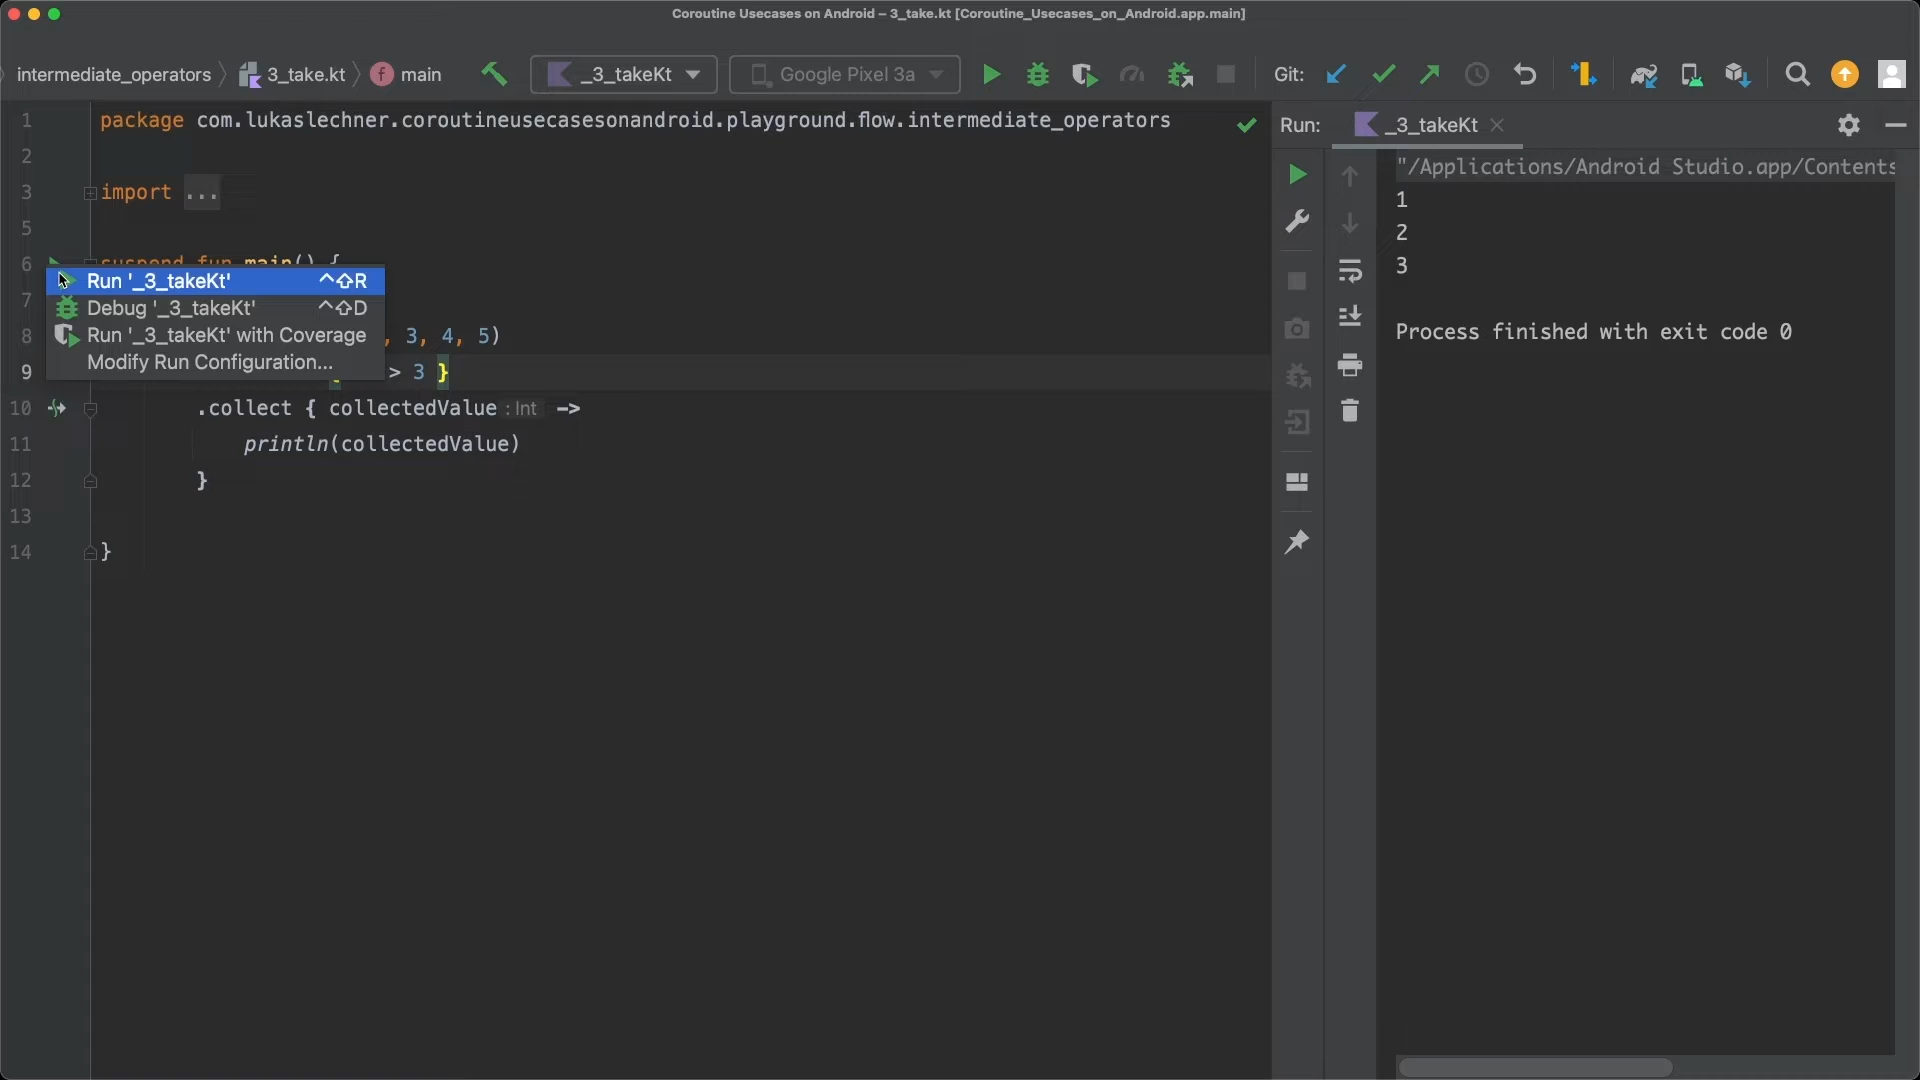 Coroutine Usecases on Android – 3_take.kt [Coroutine_Usecases_on_Android.app.main]
intermediate_operators 3_take.kt main _3_takeKt Google Pixel 3a Git:
1 package com.lukaslechner.coroutineusecasesonandroid.playground.flow.intermediate_operators
2
3 import ...
5
6 suspend fun main() {
7
8 , 3, 4, 5)
9 > 3 }
10 .collect { collectedValue : Int ->
11 println(collectedValue)
12 }
13
14 }
Run '_3_takeKt' ^⇧R
Debug '_3_takeKt' ^⇧D
Run '_3_takeKt' with Coverage
Modify Run Configuration...
Run: _3_takeKt
"/Applications/Android Studio.app/Contents
1
2
3
Process finished with exit code 0